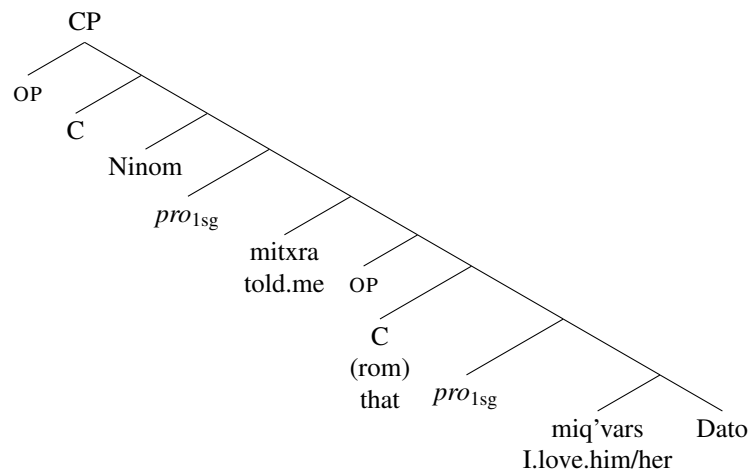 CP
OP
C
Ninom
pro1sg
mitxra
told.me
OP
C
(rom)
that
pro1sg
miq'vars
I.love.him/her
Dato